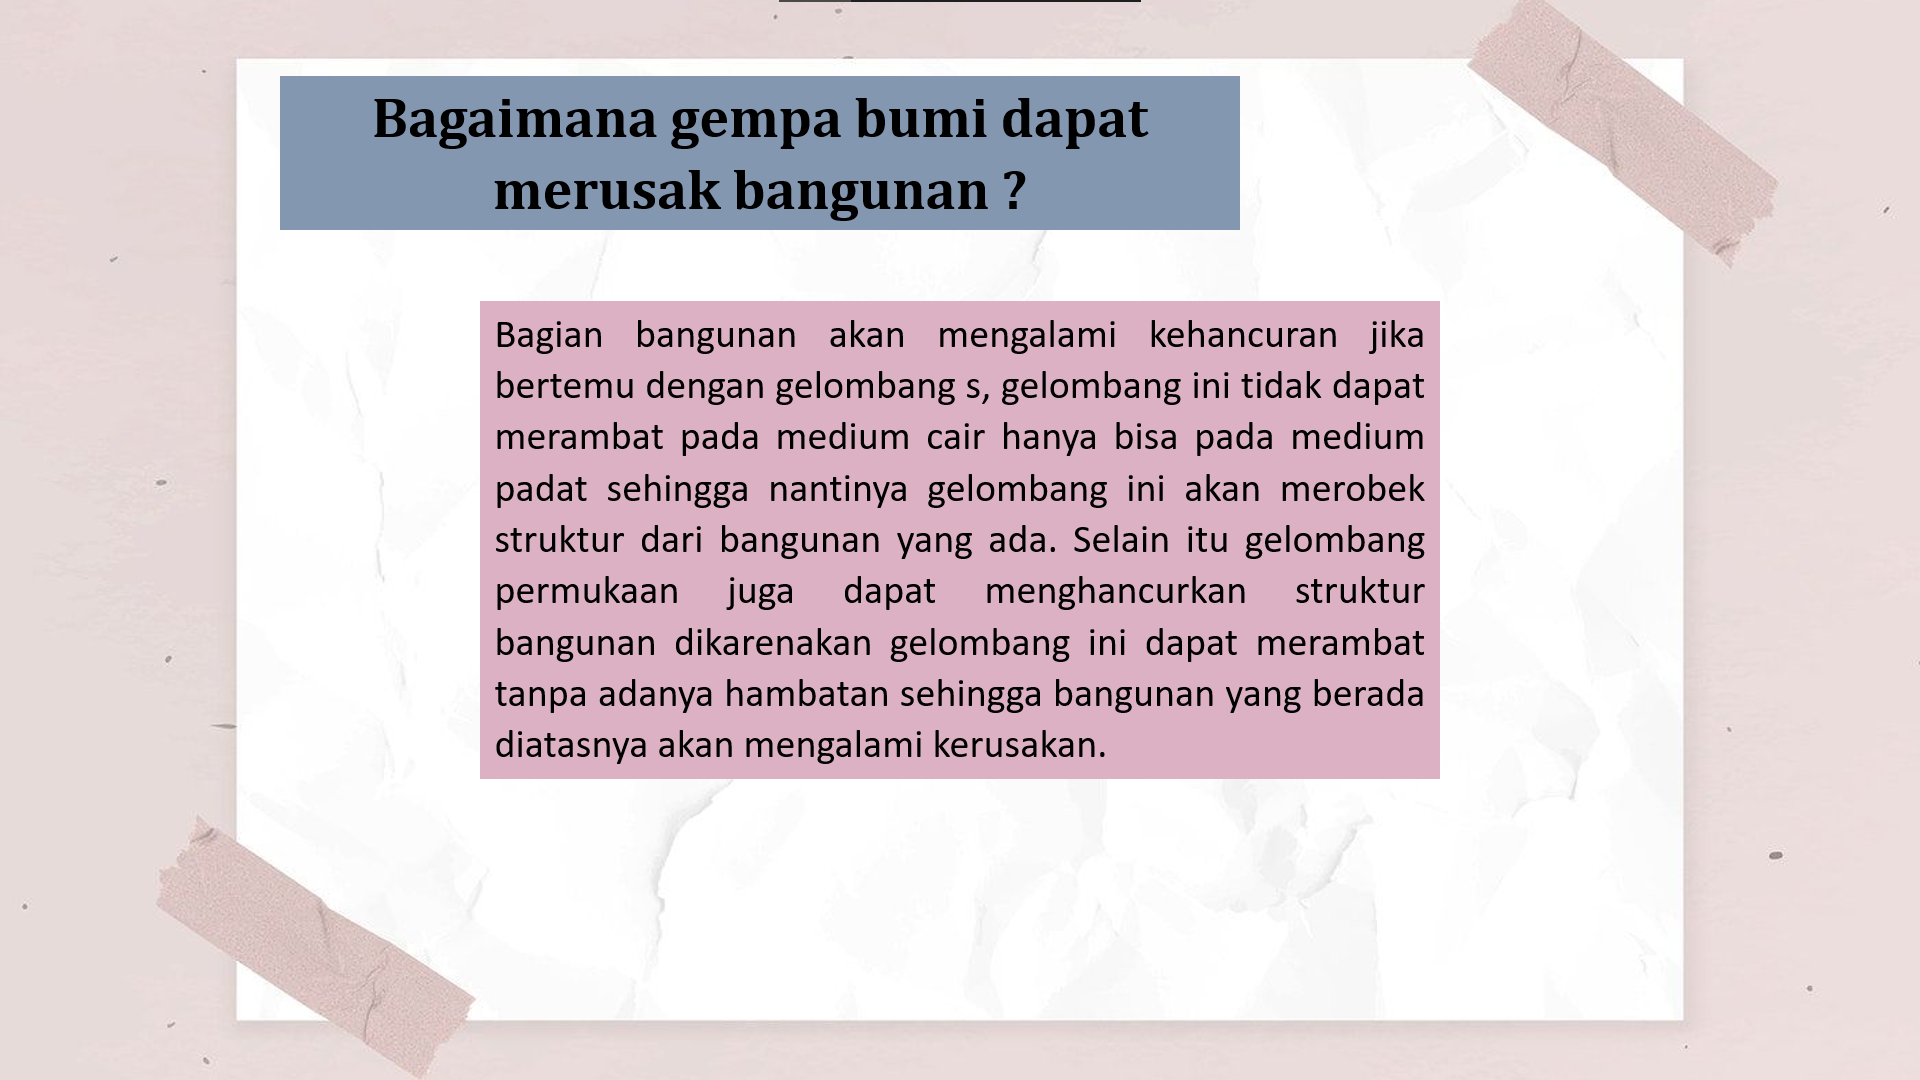 Bagaimana gempa bumi dapat
merusak bangunan ?
Bagian bangunan akan mengalami kehancuran jika
bertemu dengan gelombang s, gelombang ini tidak dapat
merambat pada medium cair hanya bisa pada medium
padat sehingga nantinya gelombang ini akan merobek
struktur dari bangunan yang ada. Selain itu gelombang
permukaan juga dapat menghancurkan struktur
bangunan dikarenakan gelombang ini dapat merambat
tanpa adanya hambatan sehingga bangunan yang berada
diatasnya akan mengalami kerusakan.